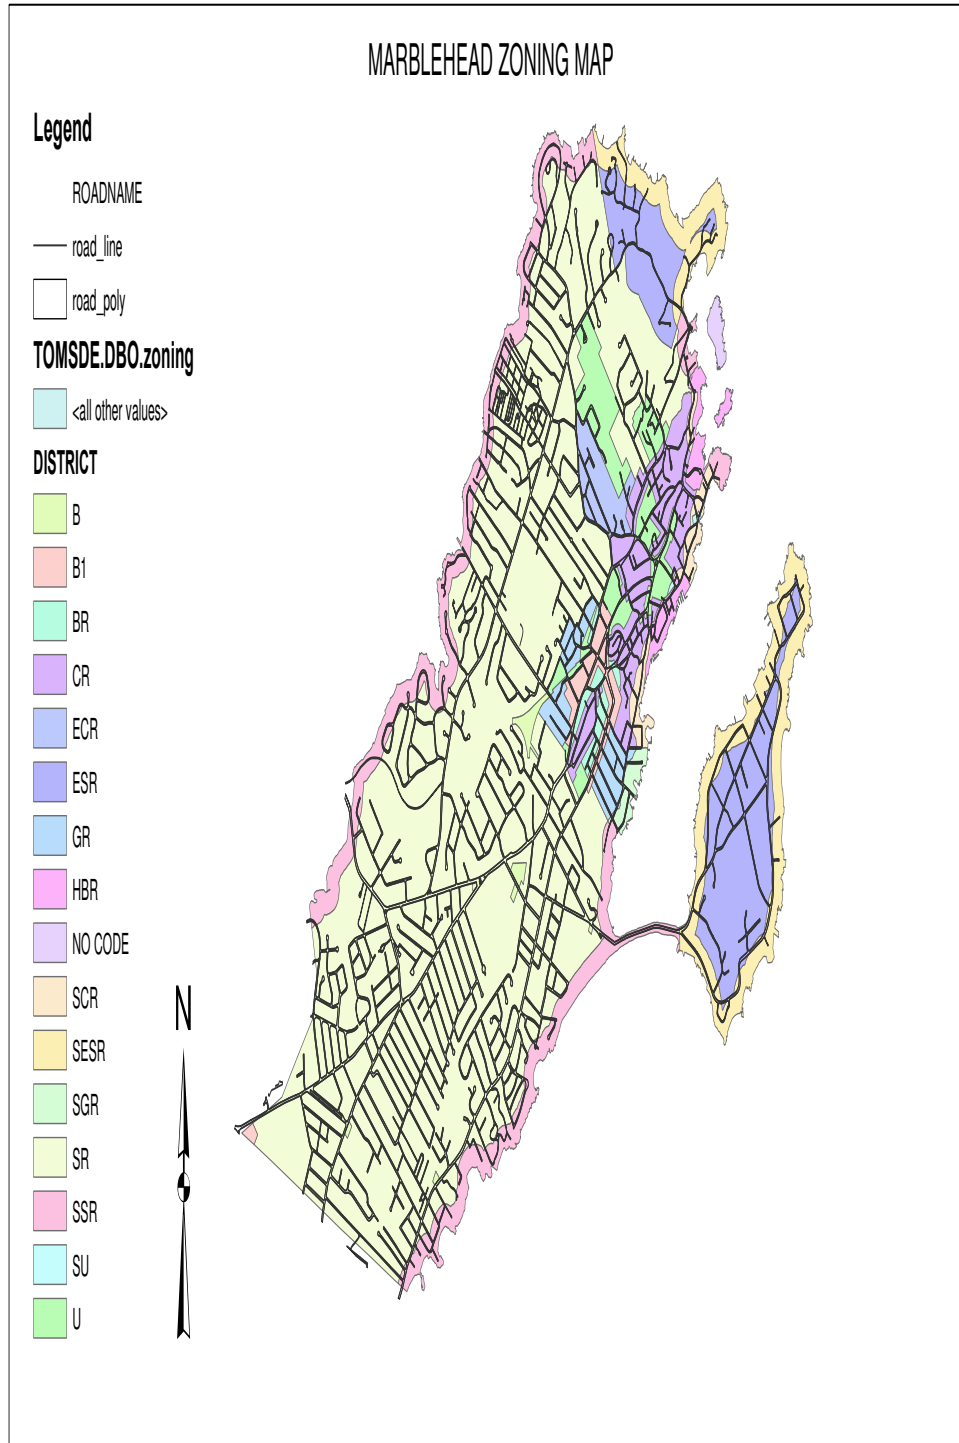 MARBLEHEAD ZONING MAP
Legend
ROADNAME
road_line
road_poly
TOMSDE.DBO.zoning
<all other values>
DISTRICT
B
B1
BR
CR
ECR
ESR
GR
HBR
NO CODE
SCR
SESR
SGR
SR
SSR
SU
U
N